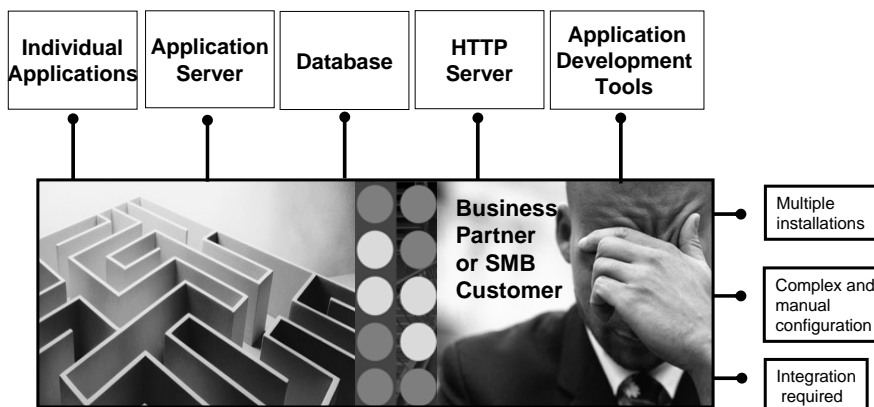 Individual
Applications
Application
Server
Database
HTTP
Server
Application
Development
Tools
Business
Partner
or SMB
Customer
Multiple
installations
Complex and
manual
configuration
Integration
required